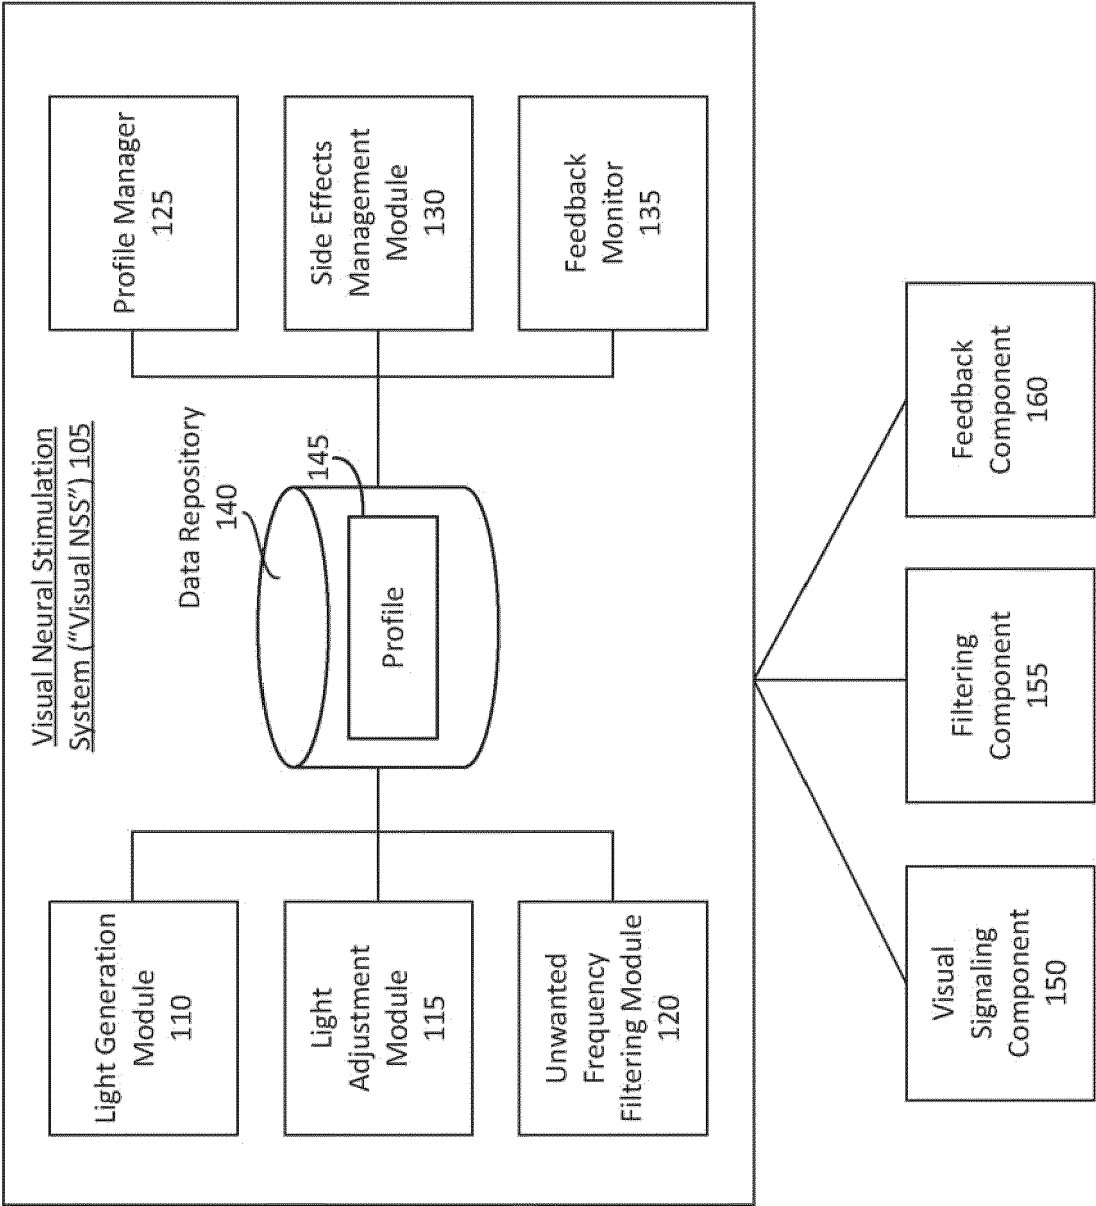 Visual Neural Stimulation
System ("Visual NSS") 105
Light Generation
Module
110
Light
Adjustment
Module
115
Unwanted
Frequency
Filtering Module
120
Data Repository
140
145
Profile
Profile Manager
125
Side Effects
Management
Module
130
Feedback
Monitor
135
Visual
Signaling
Component
150
Filtering
Component
155
Feedback
Component
160